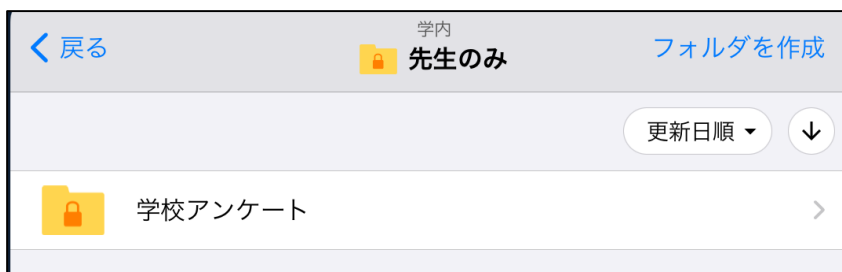 学内
戻る
先生のみ
フォルダを作成
更新日順
学校アンケート